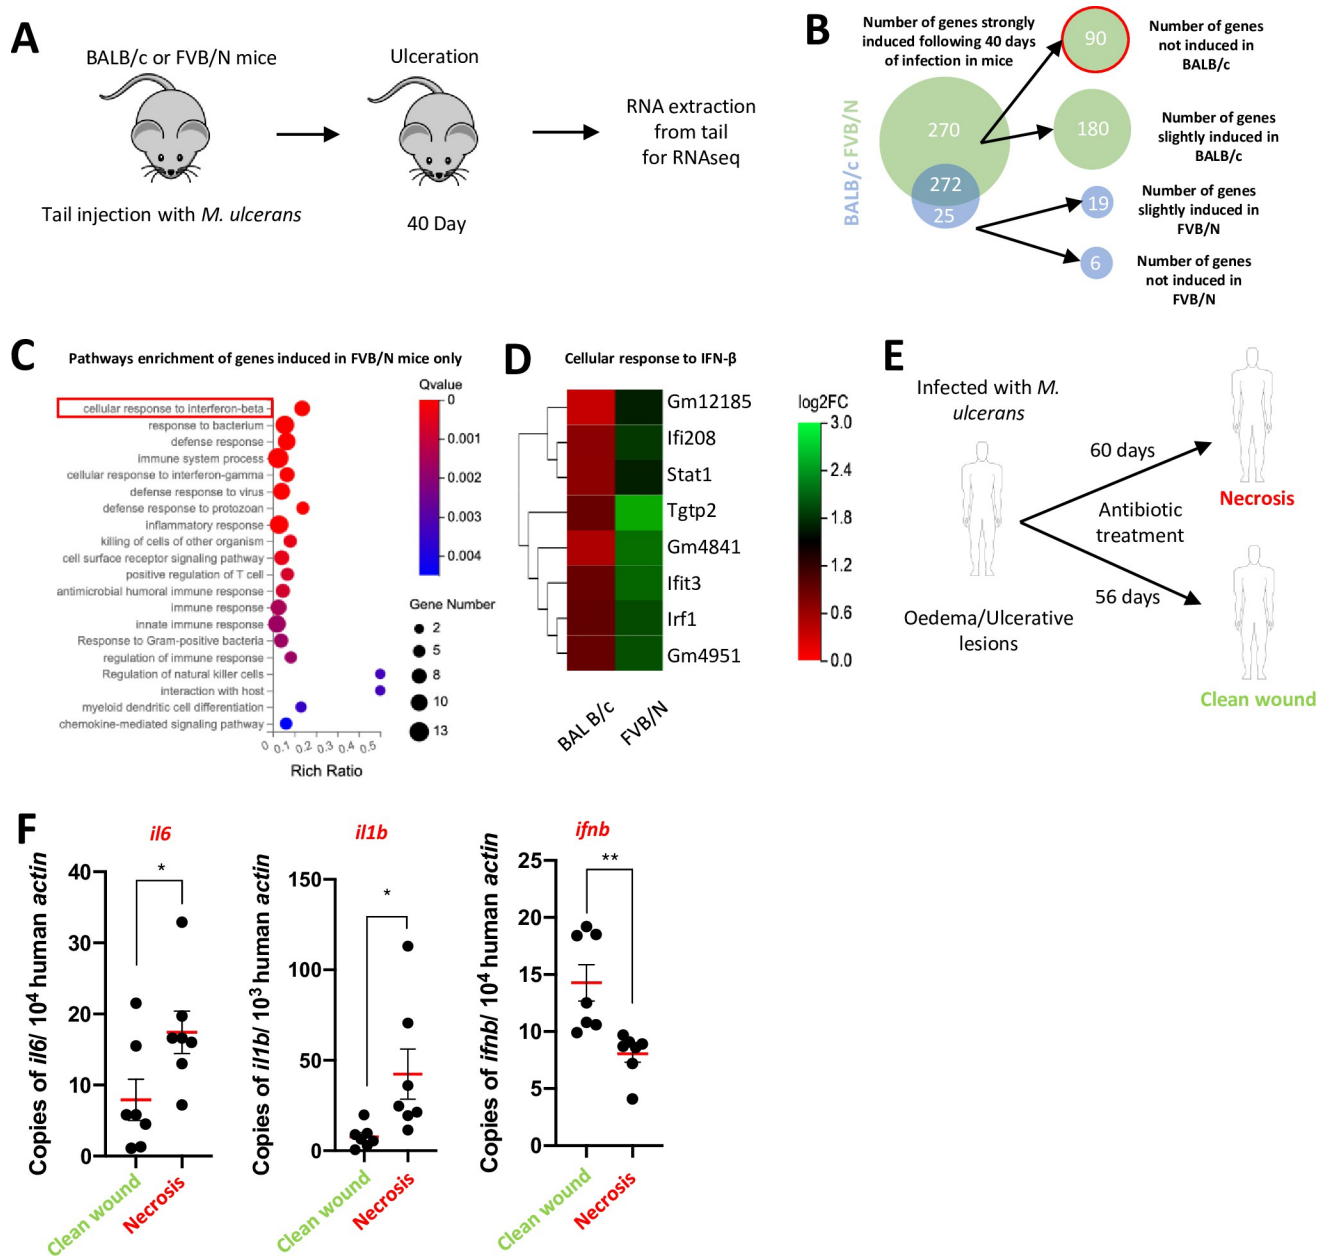 A
BALB/c or FVB/N mice
Ulceration
RNA extraction
from tail
for RNAseq
Tail injection with M. ulcerans
40 Day
B
Number of genes strongly
induced following 40 days
of infection in mice
BALB/c FVB/N
270
272
25
90
Number of genes
not induced in
BALB/c
180
Number of genes
slightly induced in
BALB/c
19
Number of genes
slightly induced in
FVB/N
6
Number of genes
not induced in
FVB/N
C
Pathways enrichment of genes induced in FVB/N mice only
cellular response to interferon-beta
response to bacterium
defense response
immune system process
cellular response to interferon-gamma
defense response to virus
defense response to protozoan
inflammatory response
killing of cells of other organism
cell surface receptor signaling pathway
positive regulation of T cell
antimicrobial humoral immune response
immune response
innate immune response
Response to Gram-positive bacteria
regulation of immune response
Regulation of natural killer cells
interaction with host
myeloid dendritic cell differentiation
chemokine-mediated signaling pathway
0 0.1 0.2 0.3 0.4 0.5
Rich Ratio
Qvalue
0
0.001
0.002
0.003
0.004
Gene Number
2
5
8
10
13
D
Cellular response to IFN-β
Gm12185
Ifi208
Stat1
Tgtp2
Gm4841
Ifit3
Irf1
Gm4951
BAL B/c
FVB/N
log2FC
3.0
2.4
1.8
1.2
0.6
0.0
E
Infected with M.
ulcerans
Oedema/Ulcerative
lesions
60 days
Antibiotic
treatment
56 days
Necrosis
Clean wound
F
il6
*
Copies of il6/ 10⁴ human actin
40
30
20
10
0
Clean wound
Necrosis
il1b
*
Copies of il1b/ 10³ human actin
150
100
50
0
Clean wound
Necrosis
ifnb
**
Copies of ifnb/ 10⁴ human actin
25
20
15
10
5
0
Clean wound
Necrosis